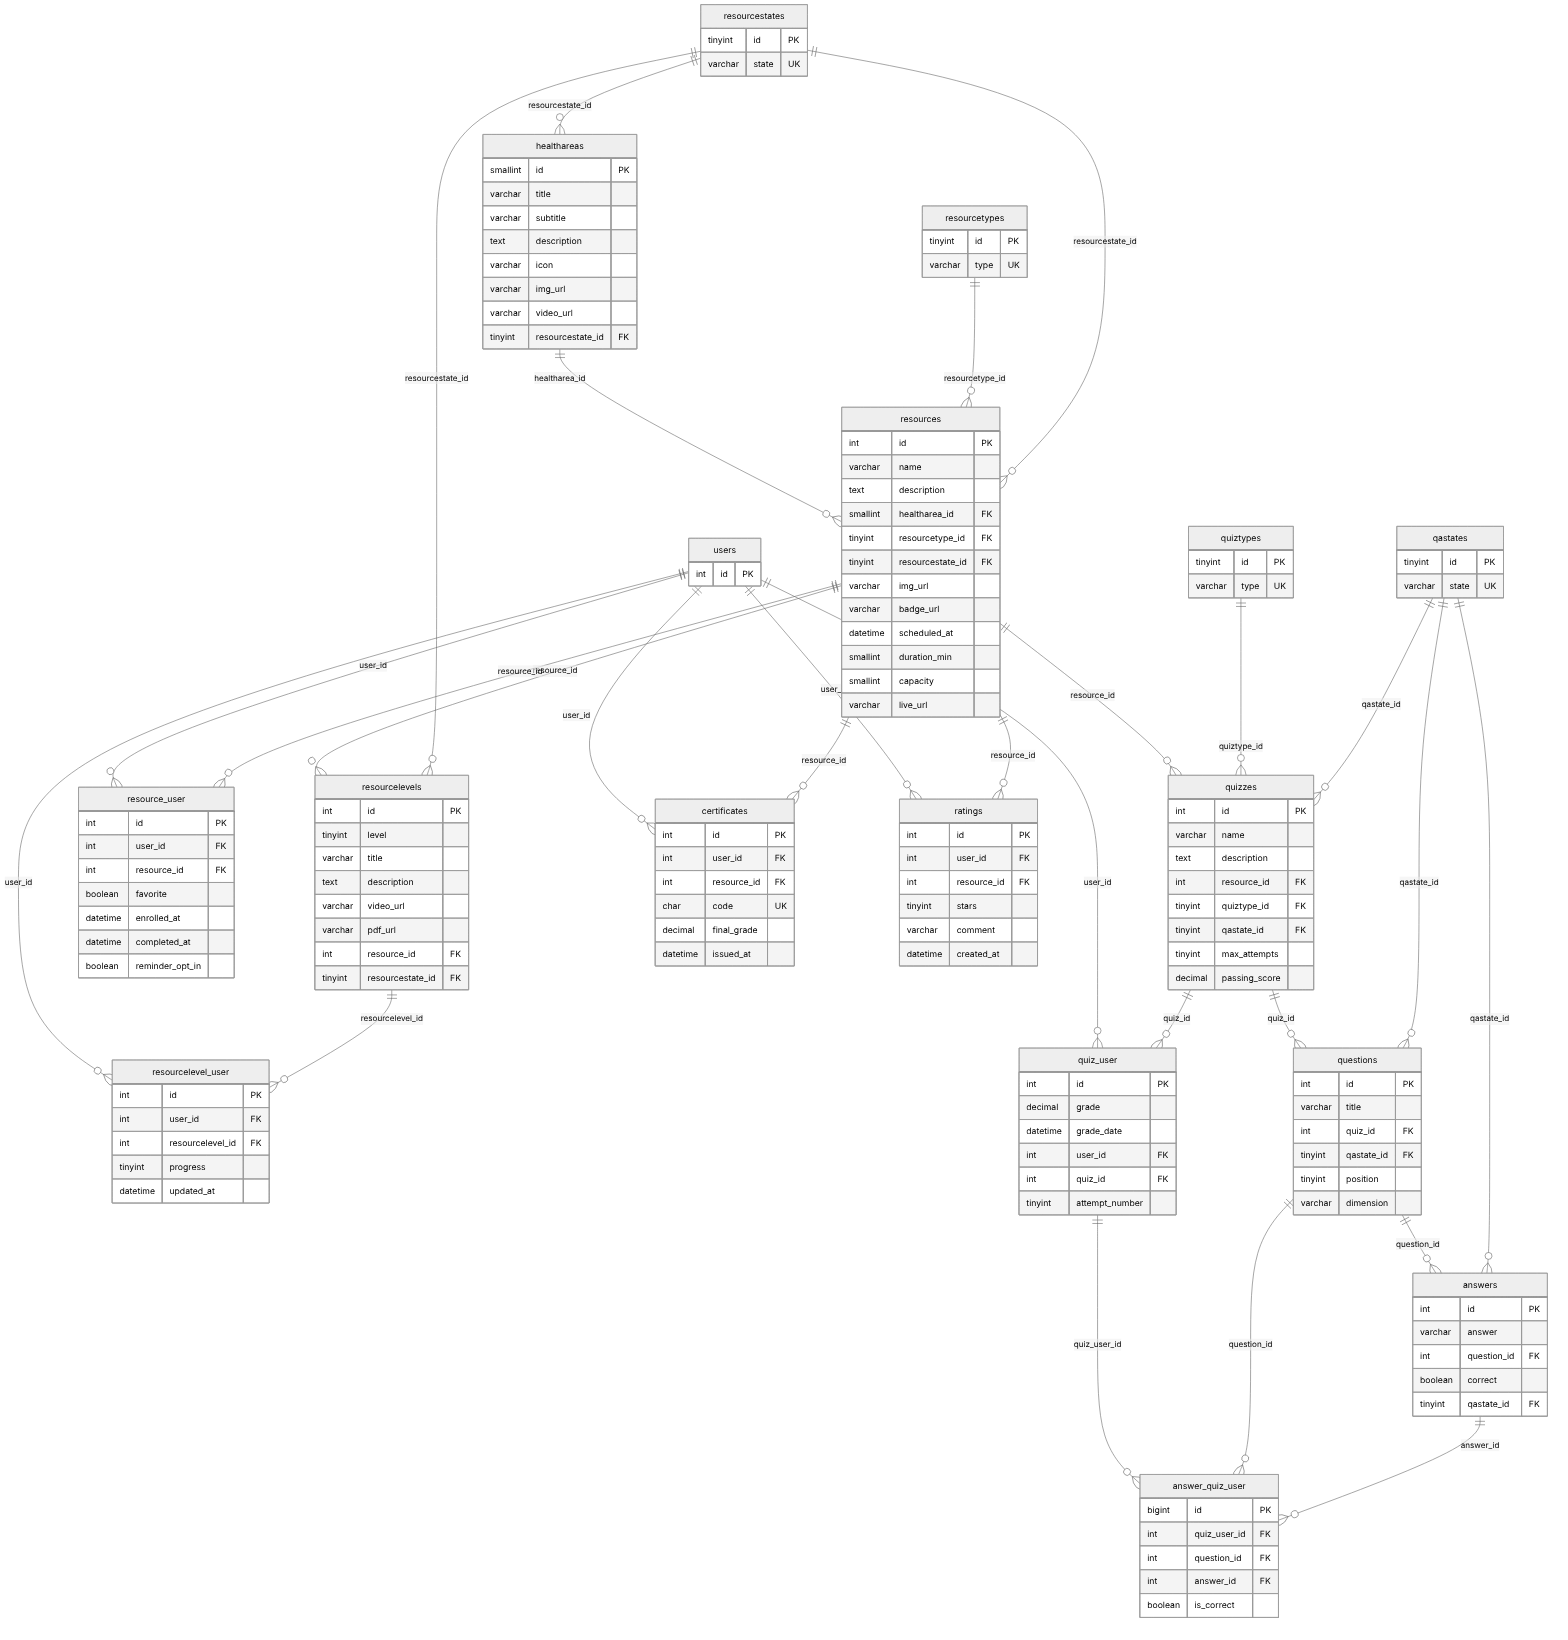 resourcestates
tinyint id PK
varchar state UK
resourcestate_id
healthareas
smallint id PK
varchar title
varchar subtitle
text description
varchar icon
varchar img_url
varchar video_url
tinyint resourcestate_id FK
resourcetypes
tinyint id PK
varchar type UK
resourcestate_id
resourcestate_id
healtharea_id
resourcetype_id
resources
int id PK
varchar name
text description
smallint healtharea_id FK
tinyint resourcetype_id FK
tinyint resourcestate_id FK
varchar img_url
varchar badge_url
datetime scheduled_at
smallint duration_min
smallint capacity
varchar live_url
users
int id PK
quiztypes
tinyint id PK
varchar type UK
qastates
tinyint id PK
varchar state UK
user_id
resource_id
resource_id
user_id
user_
resource_id
qastate_id
quiztype_id
resource_id
resource_id
resource_user
int id PK
int user_id FK
int resource_id FK
boolean favorite
datetime enrolled_at
datetime completed_at
boolean reminder_opt_in
resourcelevels
int id PK
tinyint level
varchar title
text description
varchar video_url
varchar pdf_url
int resource_id FK
tinyint resourcestate_id FK
certificates
int id PK
int user_id FK
int resource_id FK
char code UK
decimal final_grade
datetime issued_at
ratings
int id PK
int user_id FK
int resource_id FK
tinyint stars
varchar comment
datetime created_at
quizzes
int id PK
varchar name
text description
int resource_id FK
tinyint quiztype_id FK
tinyint qastate_id FK
tinyint max_attempts
decimal passing_score
user_id
user_id
qastate_id
resourcelevel_id
quiz_id
quiz_id
qastate_id
resourcelevel_user
int id PK
int user_id FK
int resourcelevel_id FK
tinyint progress
datetime updated_at
quiz_user
int id PK
decimal grade
datetime grade_date
int user_id FK
int quiz_id FK
tinyint attempt_number
questions
int id PK
varchar title
int quiz_id FK
tinyint qastate_id FK
tinyint position
varchar dimension
question_id
answers
int id PK
varchar answer
int question_id FK
boolean correct
tinyint qastate_id FK
quiz_user_id
question_id
answer_id
answer_quiz_user
bigint id PK
int quiz_user_id FK
int question_id FK
int answer_id FK
boolean is_correct